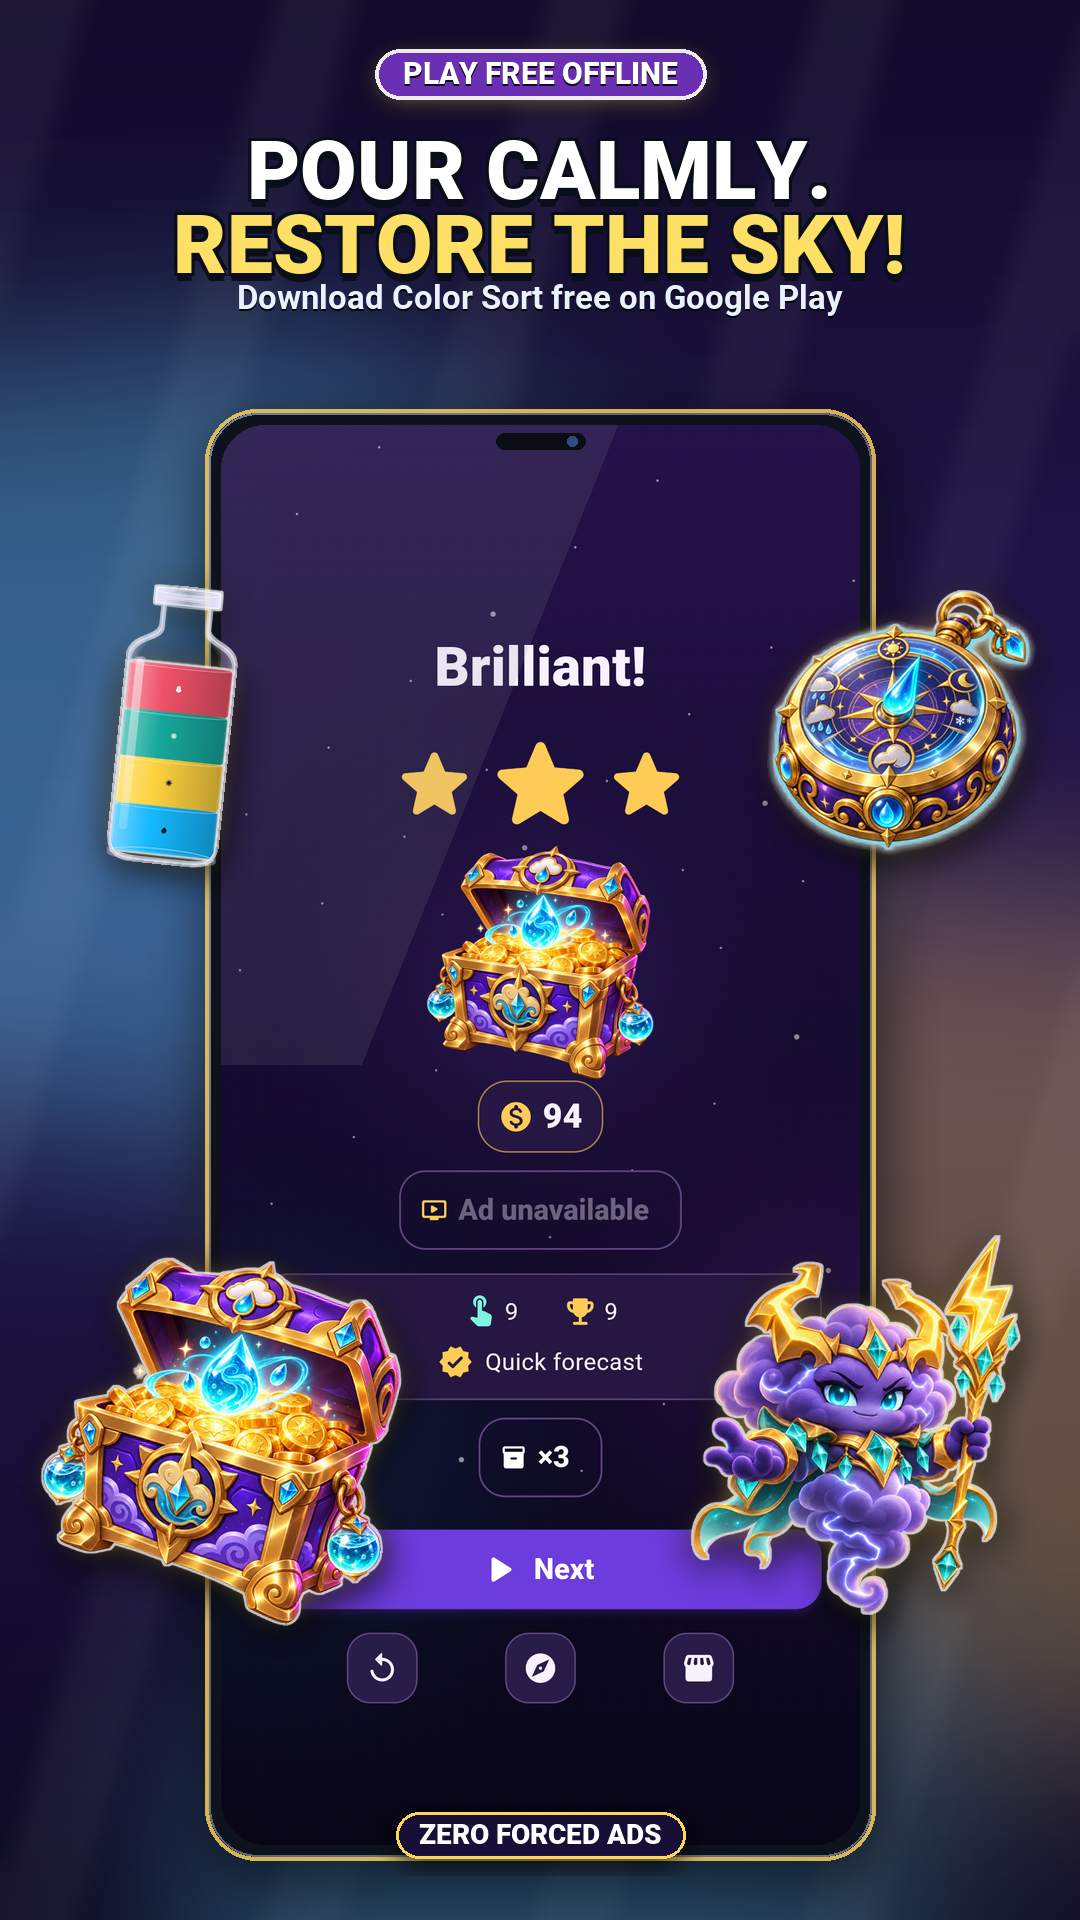 PLAY FREE OFFLINE
POUR CALMLY.
RESTORE THE SKY!
Download Color Sort free on Google Play
Brilliant!
94
Ad unavailable
9 9
Quick forecast
×3
Next
ZERO FORCED ADS